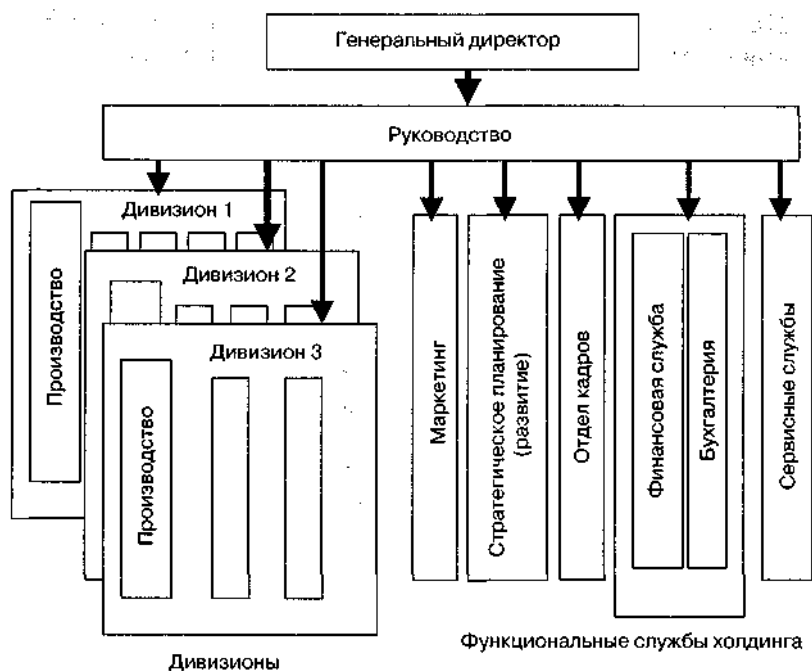 Генеральный директор
Руководство
Дивизион 1
Производство
Дивизион 2
Дивизион 3
Производство
Маркетинг
Стратегическое планирование
(развитие)
Отдел кадров
Финансовая служба
Бухгалтерия
Сервисные службы
Дивизионы
Функциональные службы холдинга